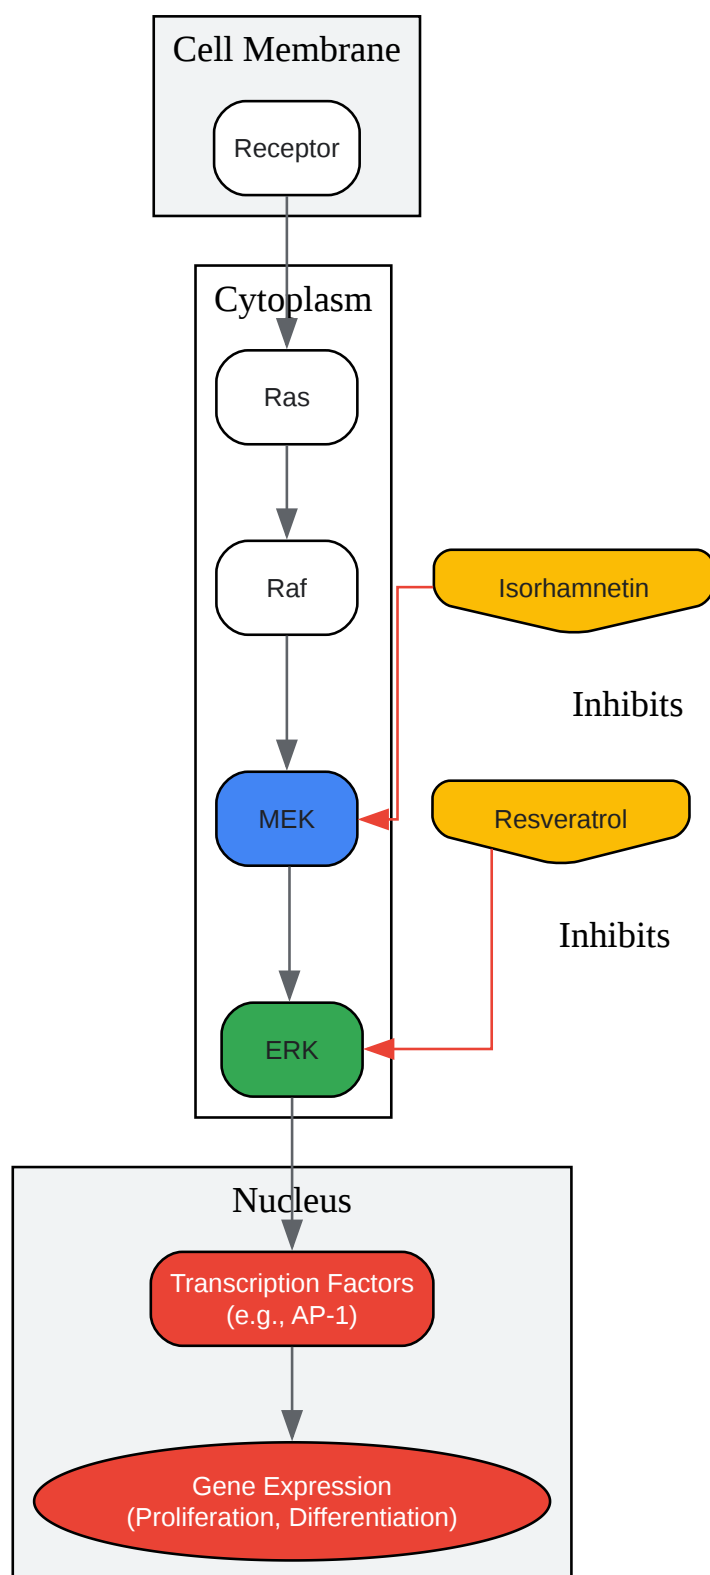 Cell Membrane
Receptor
Cytoplasm
Ras
Raf
Isorhamnetin
Inhibits
MEK
Resveratrol
Inhibits
ERK
Nucleus
Transcription Factors
(e.g., AP-1)
Gene Expression
(Proliferation, Differentiation)